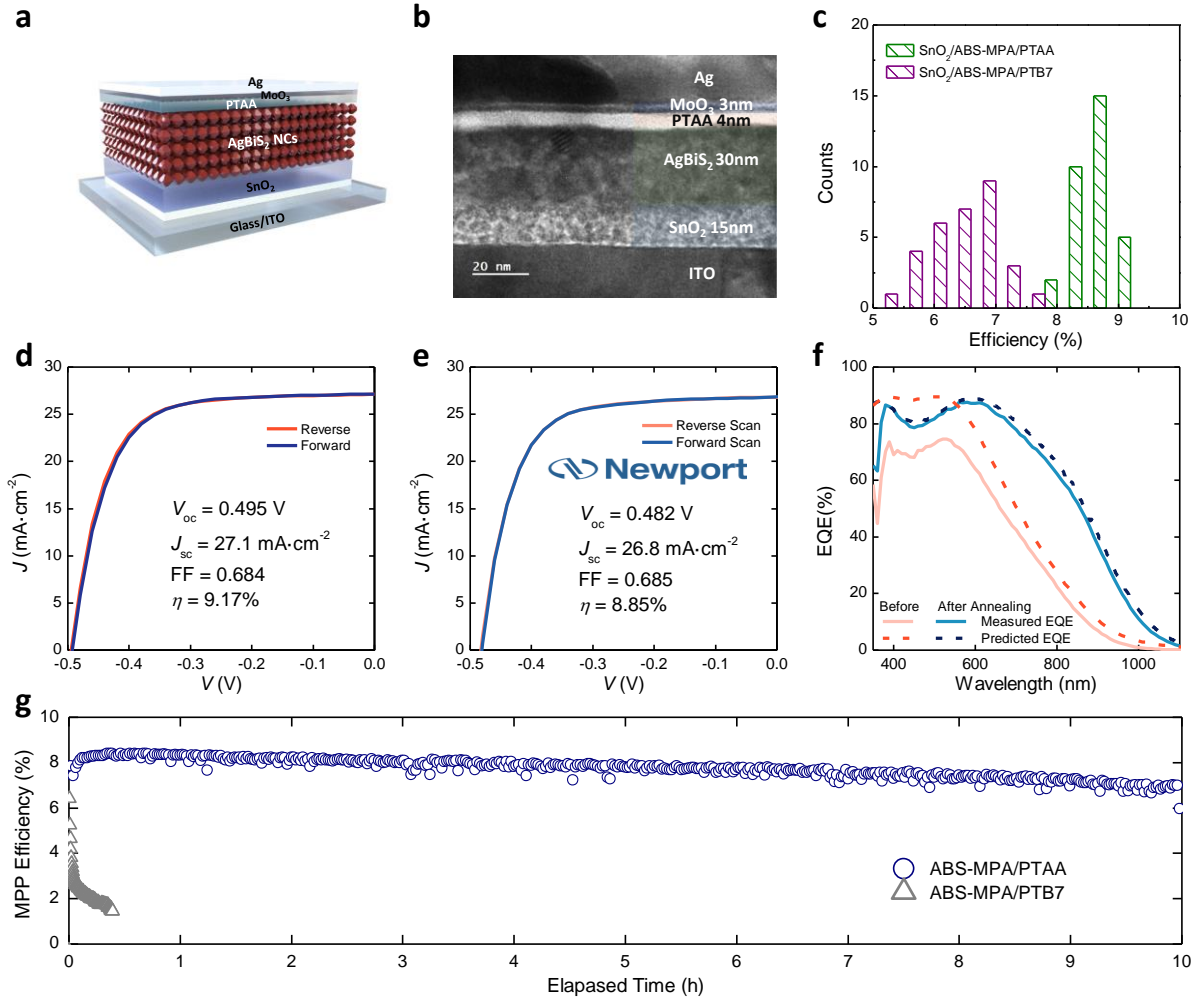 a
Ag
MoO₃
PTAA
AgBiS₂ NCs
SnO₂
Glass/ITO
b
Ag
MoO₃ 3nm
PTAA 4nm
AgBiS₂ 30nm
SnO₂ 15nm
ITO
20 nm
c
20
15
10
5
0
Counts
SnO₂/ABS-MPA/PTAA
SnO₂/ABS-MPA/PTB7
5 6 7 8 9 10
Efficiency (%)
d
30
25
20
15
10
5
0
J (mA·cm⁻²)
Reverse
Forward
V_oc = 0.495 V
J_sc = 27.1 mA·cm⁻²
FF = 0.684
η = 9.17%
-0.5 -0.4 -0.3 -0.2 -0.1 0.0
V (V)
e
30
25
20
15
10
5
0
J (mA·cm⁻²)
Reverse Scan
Forward Scan
Newport
V_oc = 0.482 V
J_sc = 26.8 mA·cm⁻²
FF = 0.685
η = 8.85%
-0.5 -0.4 -0.3 -0.2 -0.1 0.0
V (V)
f
100
80
60
40
20
0
EQE(%)
Before After Annealing
Measured EQE
Predicted EQE
400 600 800 1000
Wavelength (nm)
g
10
8
6
4
2
0
MPP Efficiency (%)
ABS-MPA/PTAA
ABS-MPA/PTB7
0 1 2 3 4 5 6 7 8 9 10
Elapased Time (h)